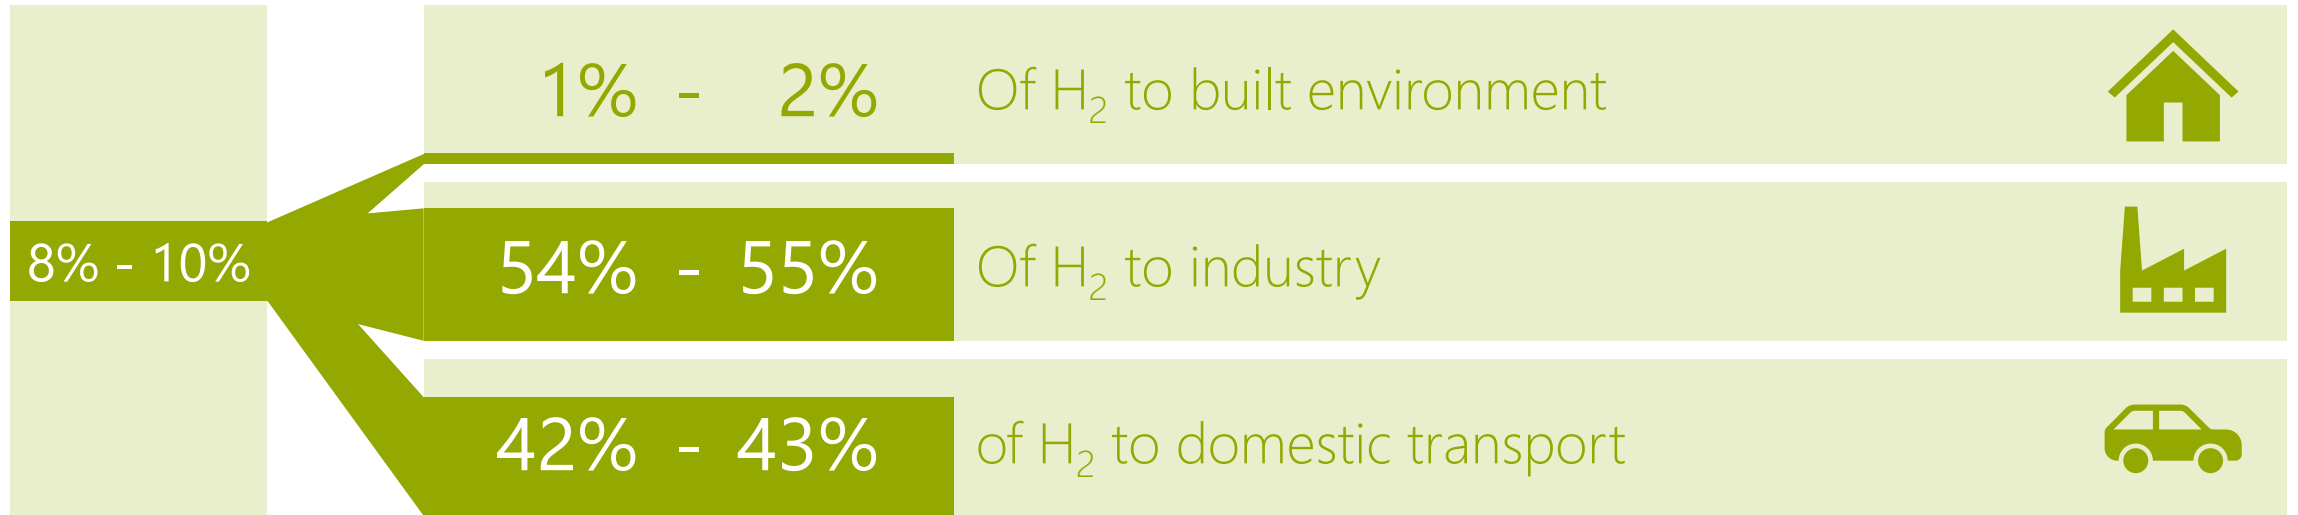 1% - 2% Of H₂ to built environment
8% - 10%
54% - 55% Of H₂ to industry
42% - 43% of H₂ to domestic transport